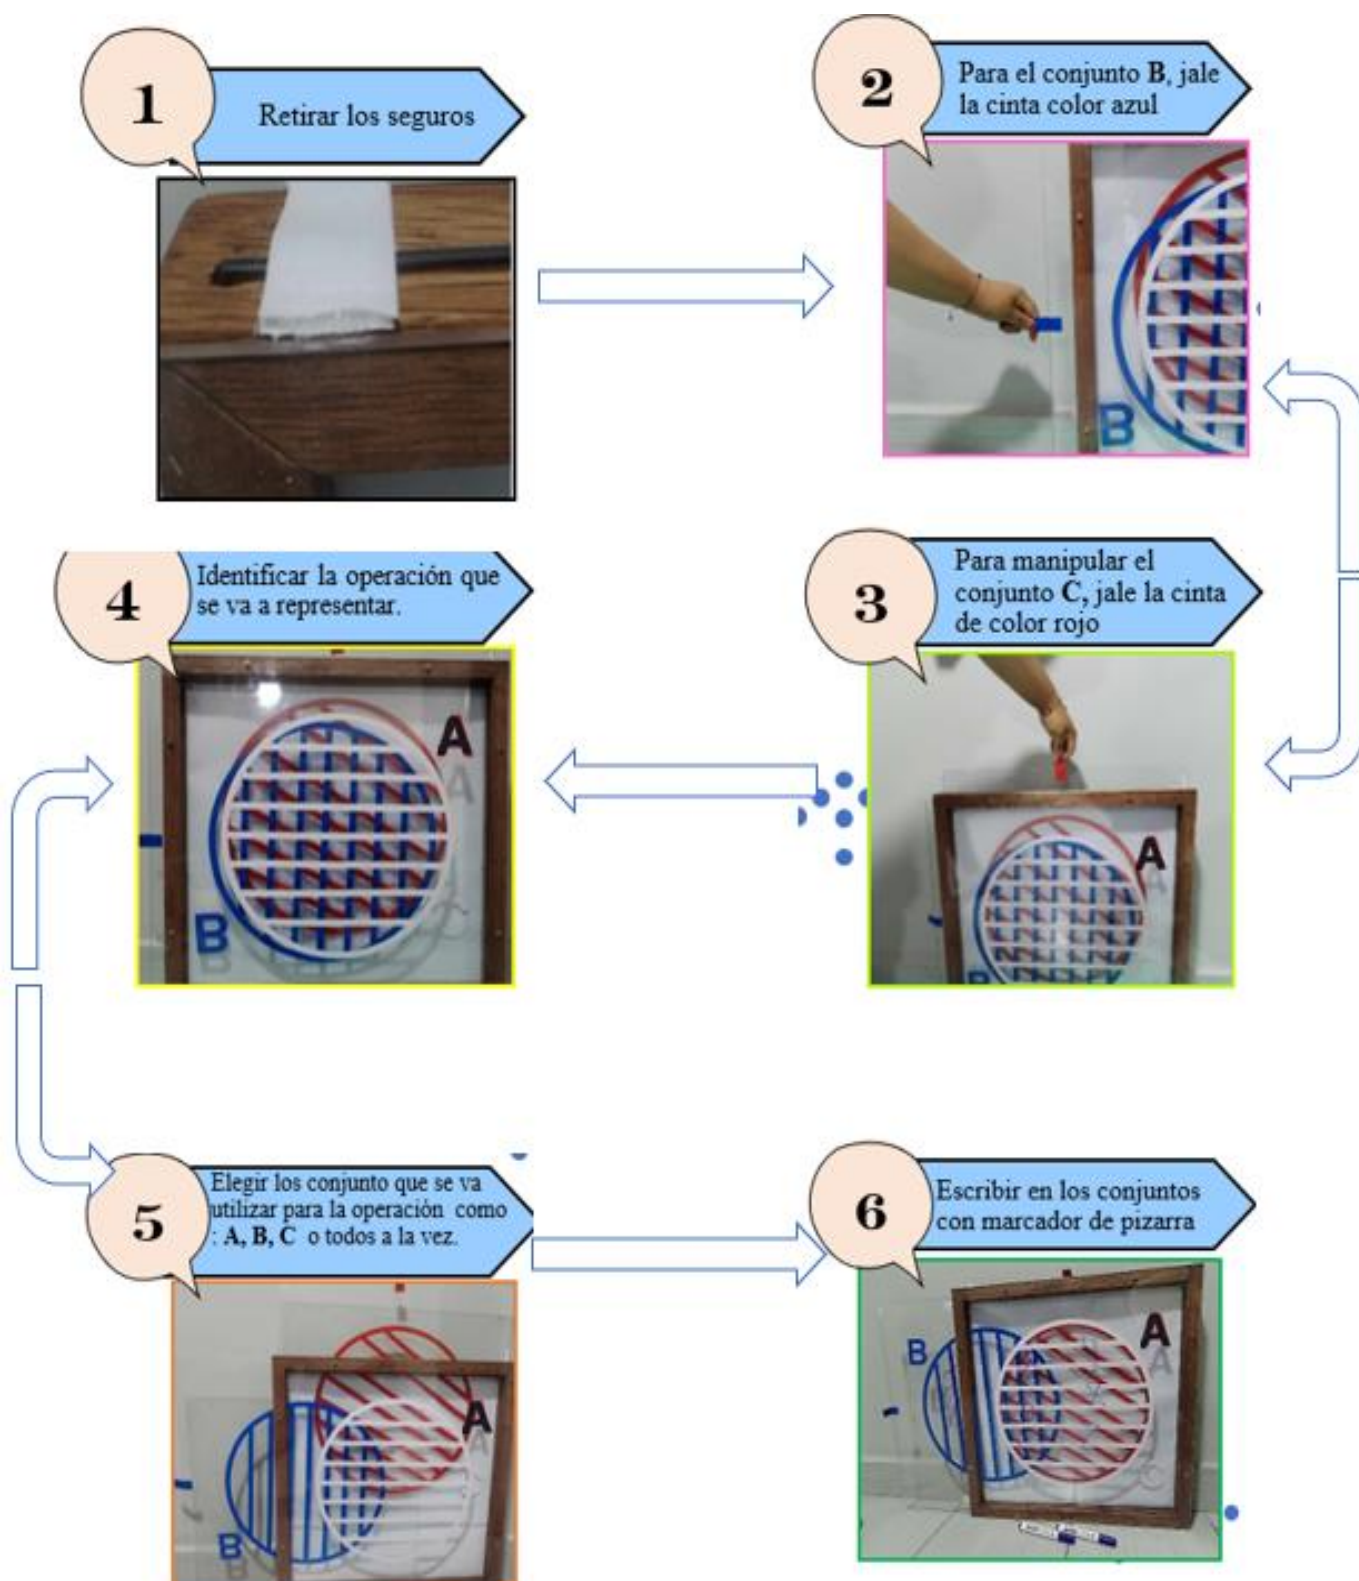 1
Retirar los seguros
2
Para el conjunto B, jale
la cinta color azul
B
4
Identificar la operación que
se va a representar.
A
B
3
Para manipular el
conjunto C, jale la cinta
de color rojo
A
B
5
Elegir los conjunto que se va
utilizar para la operación como
: A, B, C o todos a la vez.
A
B
6
Escribir en los conjuntos
con marcador de pizarra
B
A